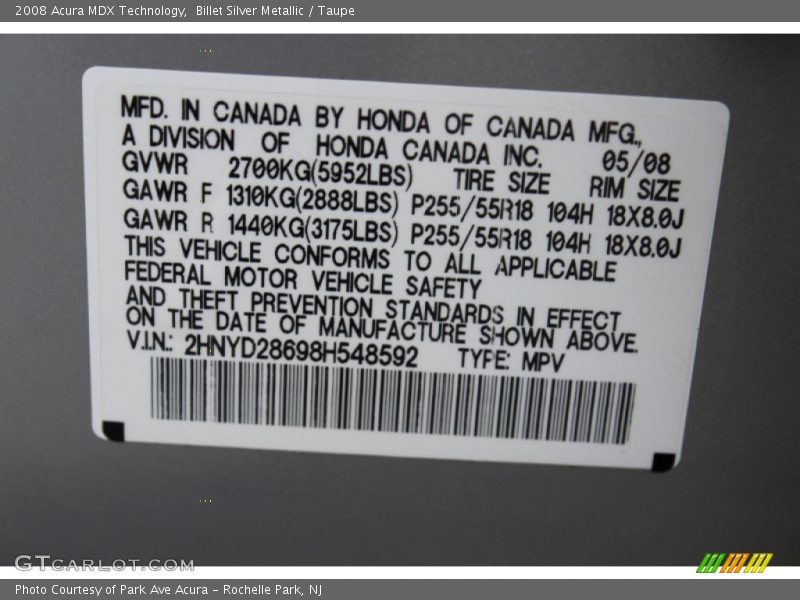 2008 Acura MDX Technology,  Billet Silver Metallic / Taupe
MFD. IN CANADA BY HONDA OF CANADA MFG.,
A DIVISION OF HONDA CANADA INC. 05/08
GVWR 2700KG(5952LBS) TIRE SIZE RIM SIZE
GAWR F 1310KG(2888LBS) P255/55R18 104H 18X8.0J
GAWR R 1440KG(3175LBS) P255/55R18 104H 18X8.0J
THIS VEHICLE CONFORMS TO ALL APPLICABLE
FEDERAL MOTOR VEHICLE SAFETY
AND THEFT PREVENTION STANDARDS IN EFFECT
ON THE DATE OF MANUFACTURE SHOWN ABOVE.
V.I.N.: 2HNYD28698H548592 TYPE: MPV
GTCARLOT.COM
Photo Courtesy of Park Ave Acura - Rochelle Park, NJ